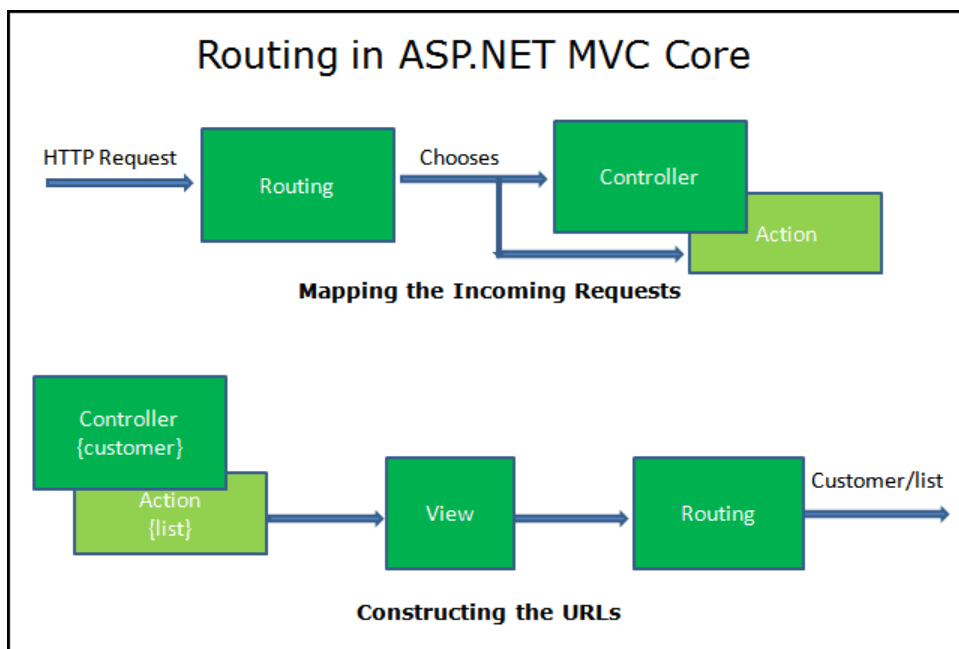 Routing in ASP.NET MVC Core
HTTP Request
Routing
Chooses
Controller
Action
Mapping the Incoming Requests
Controller
{customer}
Action
{list}
View
Routing
Customer/list
Constructing the URLs